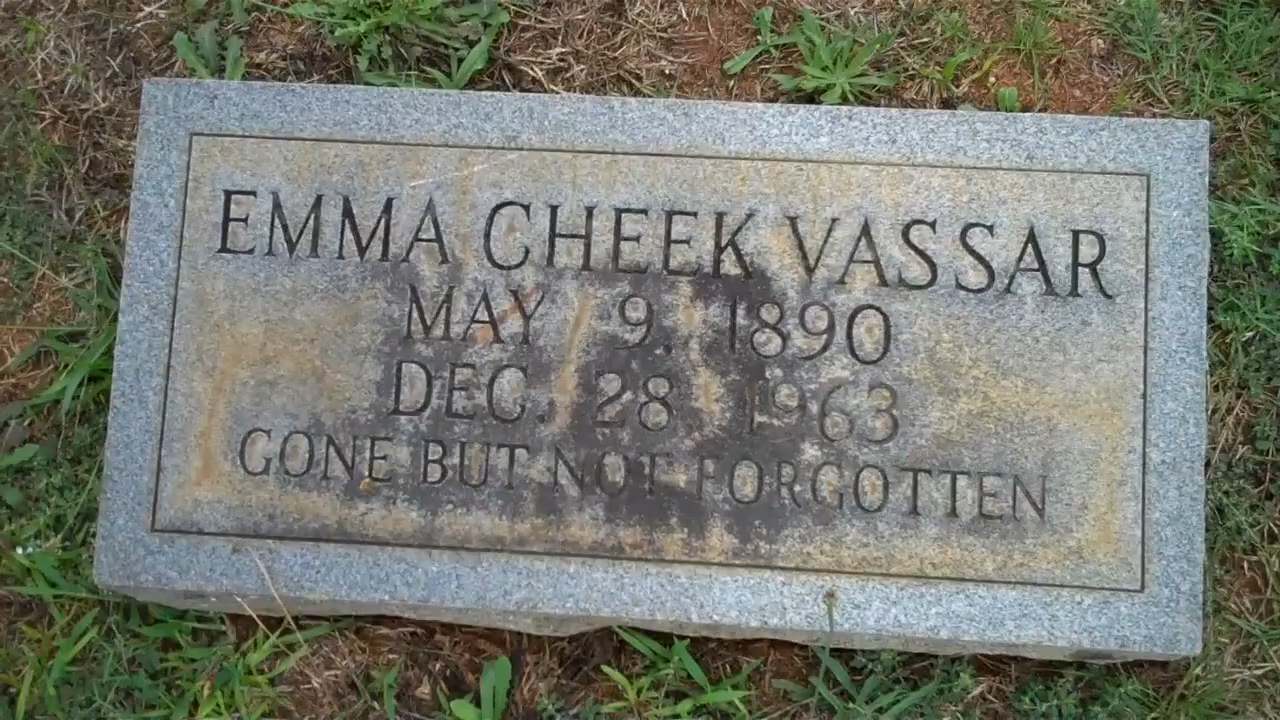 EMMA CHEEK VASSAR
MAY 9. 1890
DEC. 28 1963
GONE BUT NOT FORGOTTEN